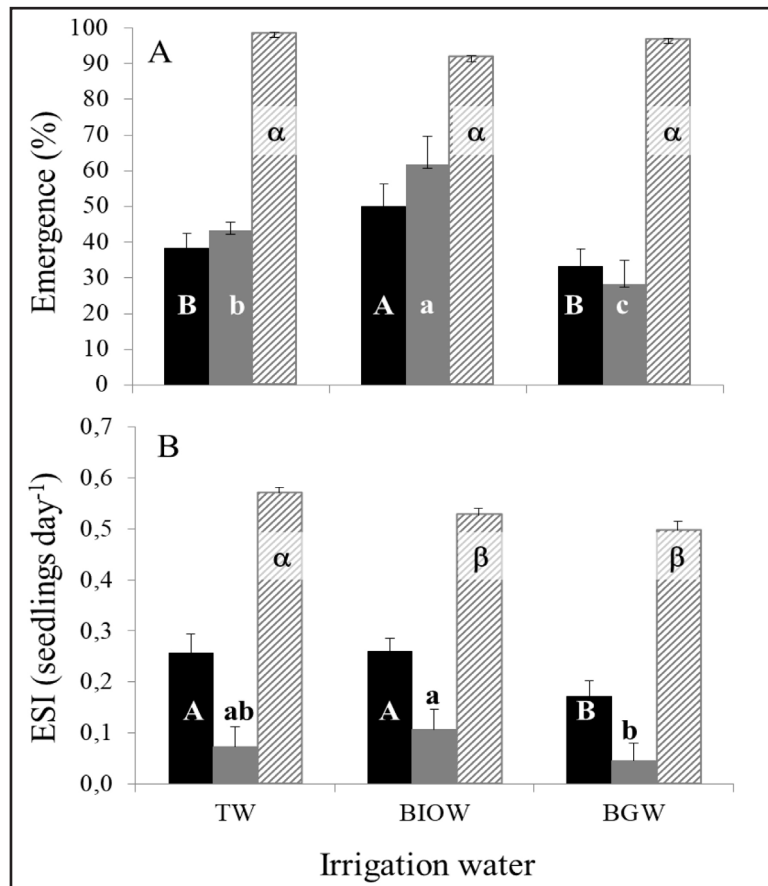 A
Emergence (%)
100
90
80
70
60
50
40
30
20
10
0
α
α
α
B b
A a
B c
B
ESI (seedlings day-1)
0,7
0,6
0,5
0,4
0,3
0,2
0,1
0,0
α
β
β
A ab
A a
B b
TW BIOW BGW
Irrigation water